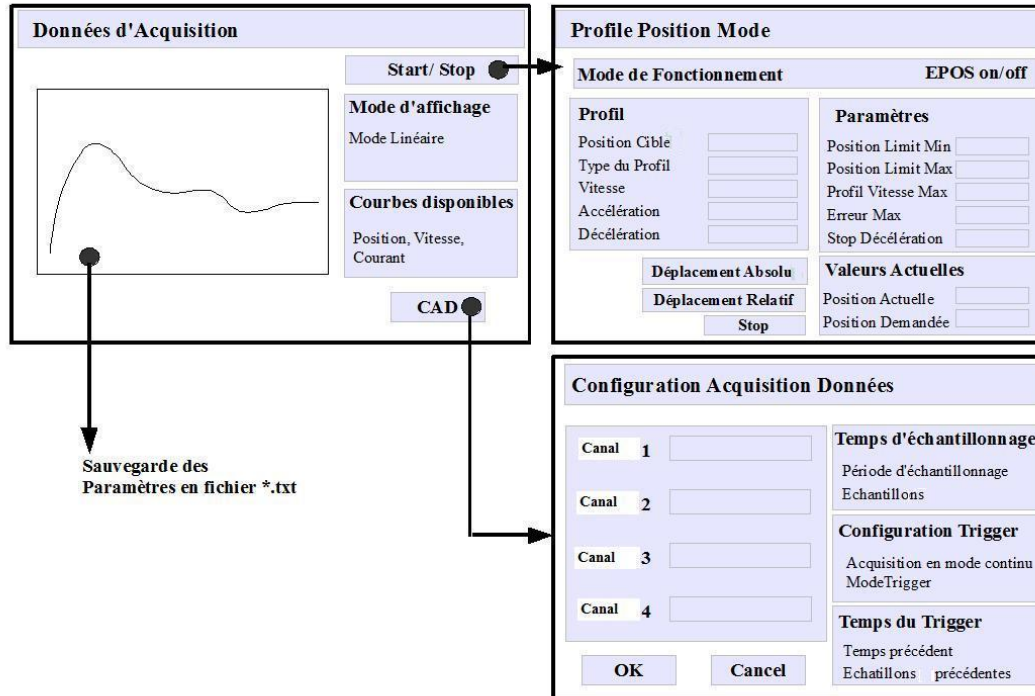 Données d'Acquisition
Start/ Stop
Mode d'affichage
Mode Linéaire
Courbes disponibles
Position, Vitesse,
Courant
CAD
Sauvegarde des
Paramètres en fichier *.txt
Profile Position Mode
Mode de Fonctionnement
EPOS on/off
Profil
Position Cible
Type du Profil
Vitesse
Accélération
Décélération
Déplacement Absolu
Déplacement Relatif
Stop
Paramètres
Position Limit Min
Position Limit Max
Profil Vitesse Max
Erreur Max
Stop Décélération
Valeurs Actuelles
Position Actuelle
Position Demandée
Configuration Acquisition Données
Canal 1
Canal 2
Canal 3
Canal 4
OK
Cancel
Temps d'échantillonnage
Période d'échantillonnage
Echantillons
Configuration Trigger
Acquisition en mode continu
ModeTrigger
Temps du Trigger
Temps précédent
Echatillons précédentes